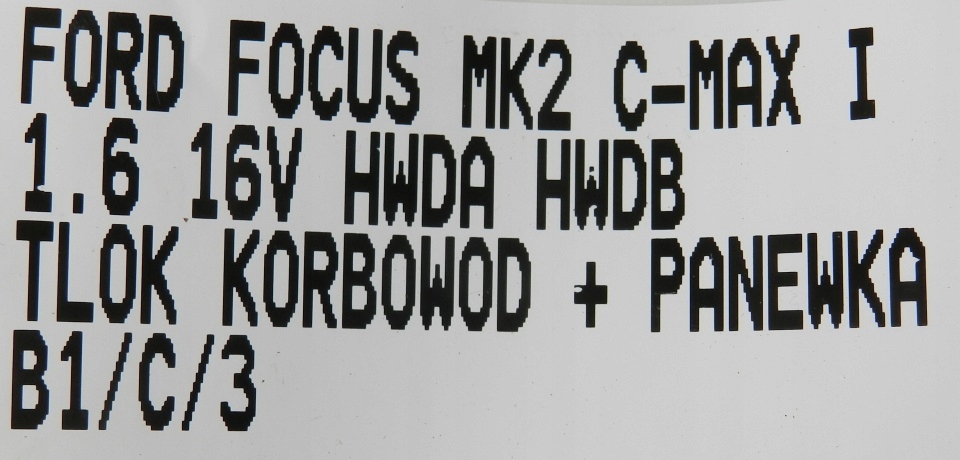 FORD FOCUS MK2 C-MAX I
1.6 16V HWDA HWDB
TLOK KORBOWOD + PANEWKA
B1/C/3